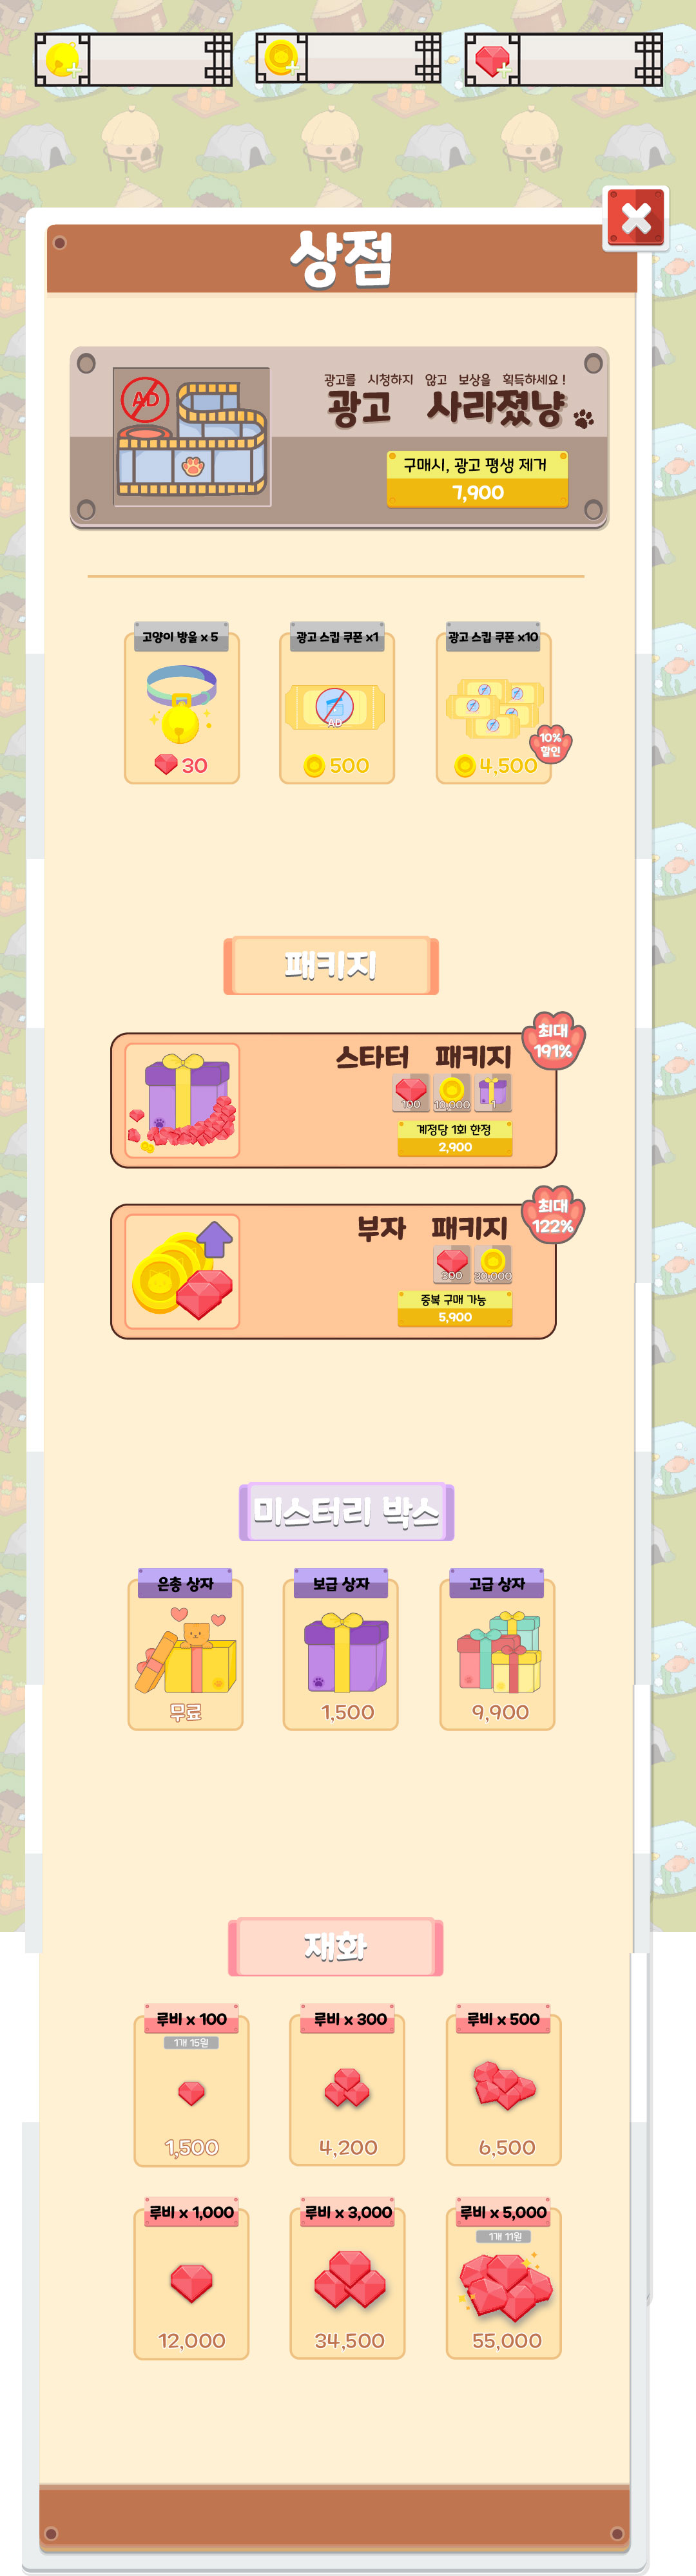 상점
AD
광고를 시청하지 않고 보상을 획득하세요!
광고 사라졌냥
구매시, 광고 평생 제거
7,900
고양이 방울 x 5
광고 스킵 쿠폰 x1
광고 스킵 쿠폰 x10
AD
10%
할인
30
500
4,500
패키지
최대
191%
스타터 패키지
100
10,000
1
계정당 1회 한정
2,900
최대
122%
부자 패키지
300
30,000
중복 구매 가능
5,900
미스터리 박스
은총 상자
보급 상자
고급 상자
무료
1,500
9,900
재화
루비 x 100
루비 x 300
루비 x 500
1개 15원
1,500
4,200
6,500
루비 x 1,000
루비 x 3,000
루비 x 5,000
1개 11원
12,000
34,500
55,000